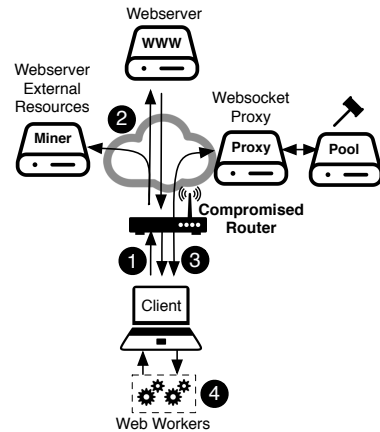 Webserver
WWW
Webserver
External
Resources
Miner
2
Websocket
Proxy
Proxy
Pool
Compromised
Router
1
3
Client
4
Web Workers